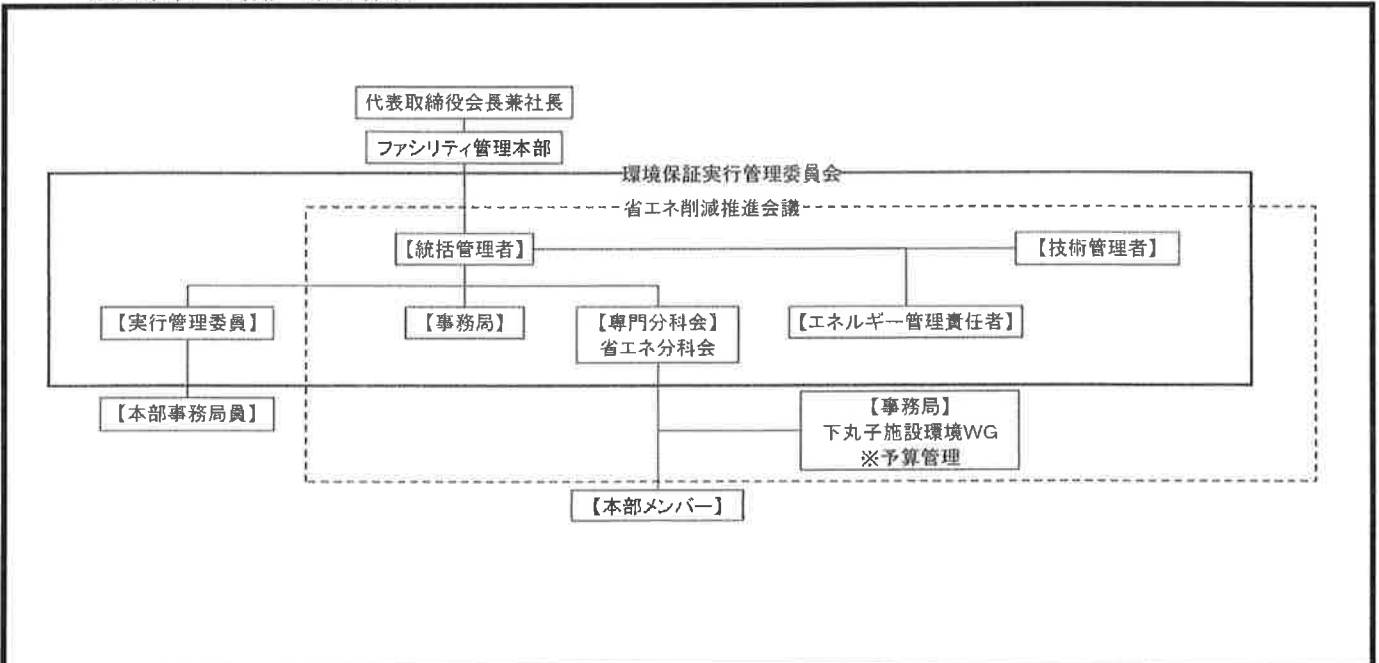 代表取締役会長兼社長
ファシリティ管理本部
環境保証実行管理委員会
省エネ削減推進会議
【統括管理者】
【技術管理者】
【実行管理委員】
【事務局】
【専門分科会】
省エネ分科会
【エネルギー管理責任者】
【本部事務局員】
【事務局】
下丸子施設環境WG
※予算管理
【本部メンバー】